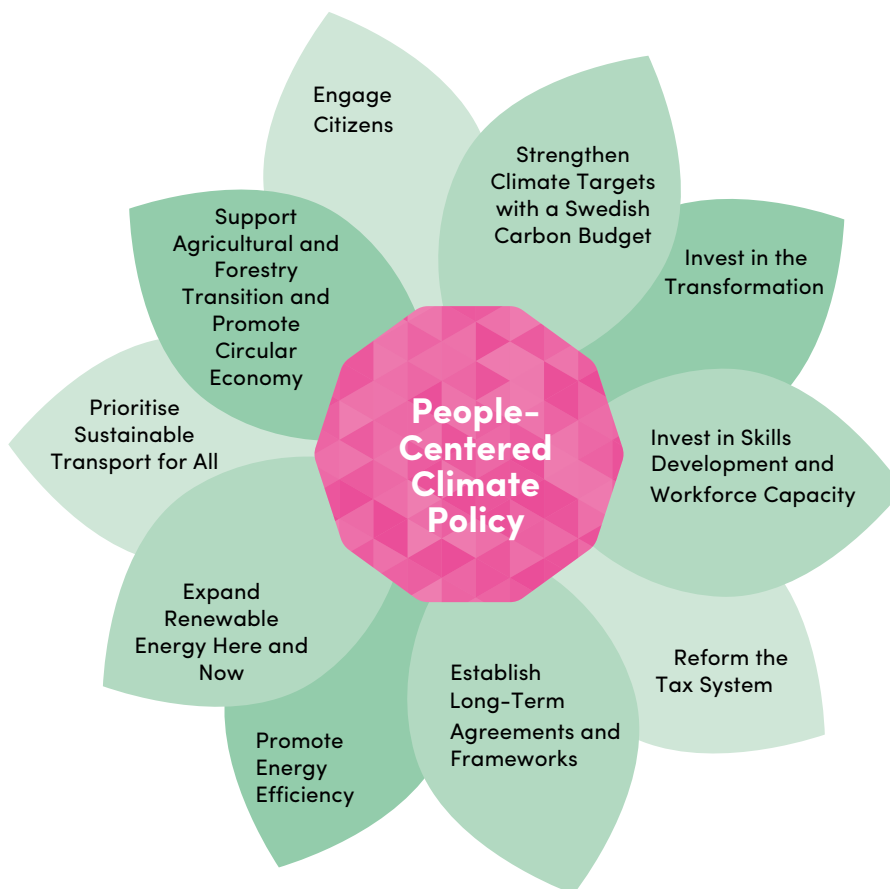 Engage
Citizens
Strengthen
Climate Targets
with a Swedish
Carbon Budget
Invest in the
Transformation
Invest in Skills
Development and
Workforce Capacity
Reform the
Tax System
Establish
Long-Term
Agreements and
Frameworks
Promote
Energy
Efficiency
Expand
Renewable
Energy Here and
Now
Prioritise
Sustainable
Transport for All
Support
Agricultural and
Forestry
Transition and
Promote
Circular
Economy
People-
Centered
Climate
Policy